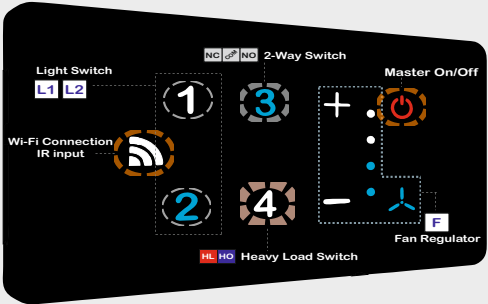 NC COM NO 2-Way Switch
Light Switch
L1 L2
Master On/Off
1
3
+
Wi-Fi Connection
IR input
2
4
−
F
Fan Regulator
HL HO Heavy Load Switch